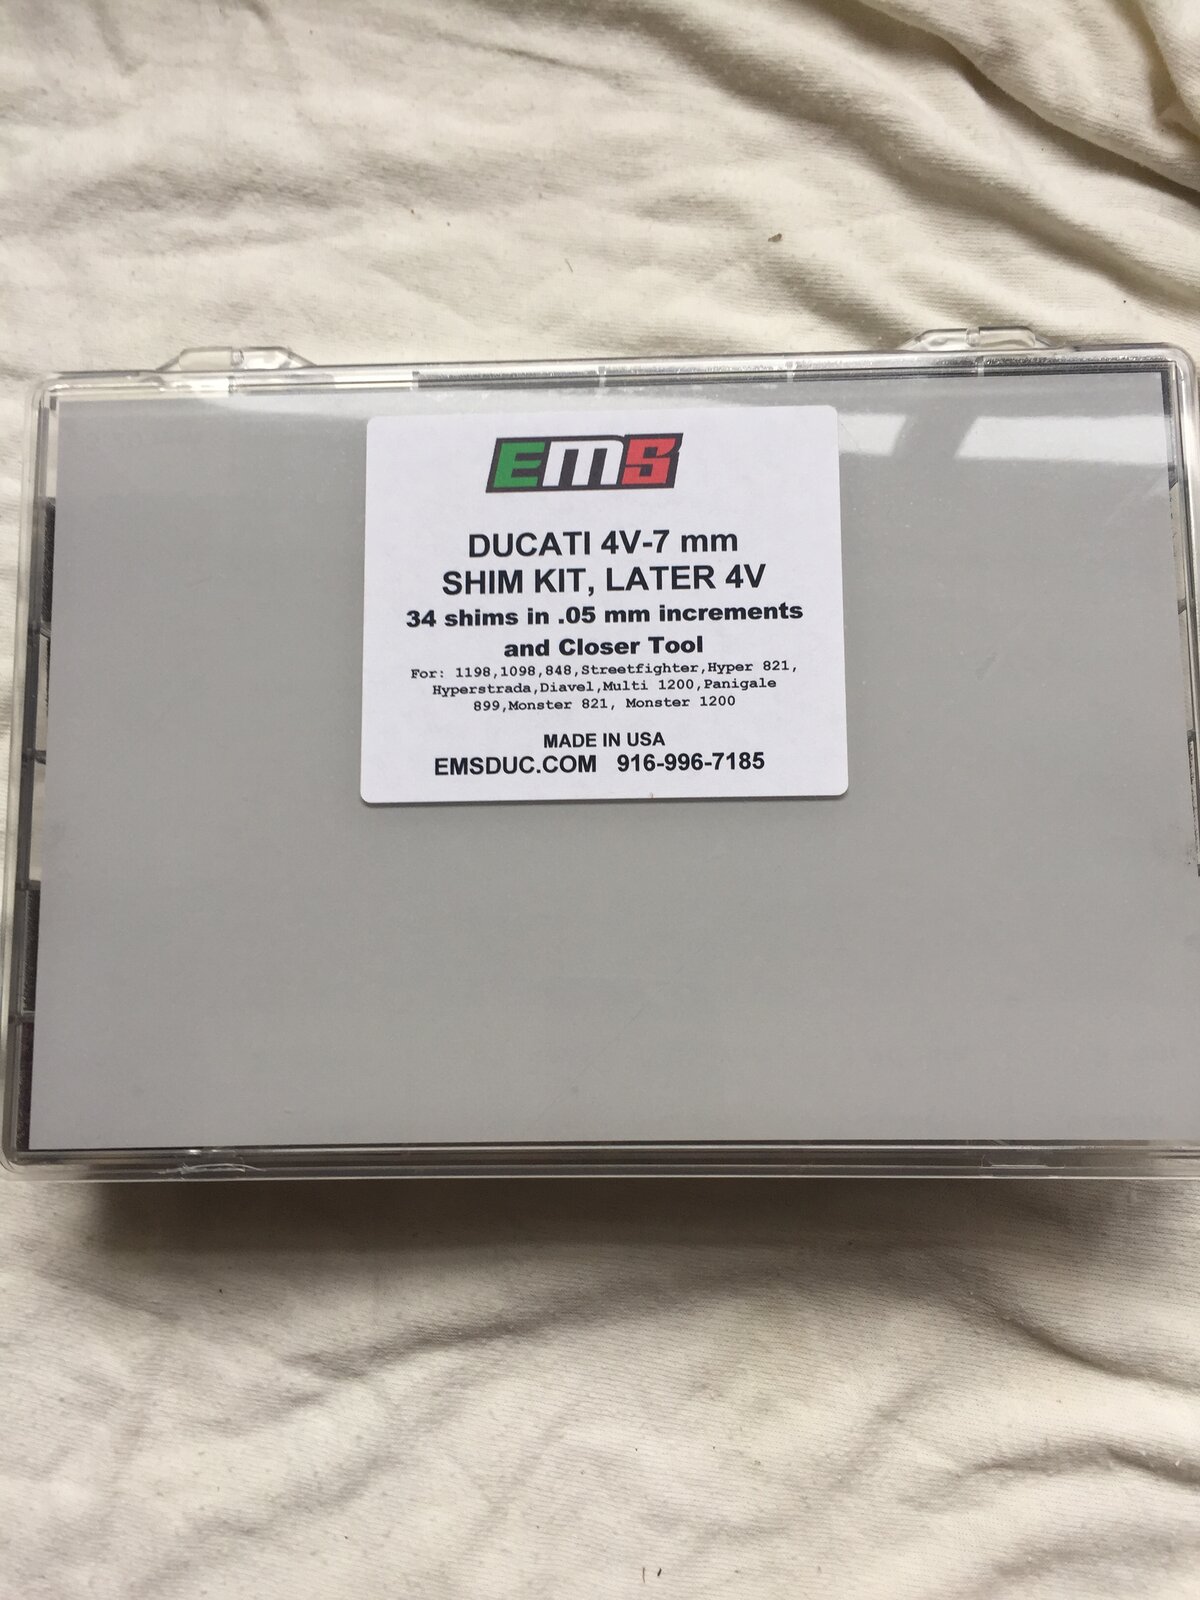 EMS
DUCATI 4V-7 mm
SHIM KIT, LATER 4V
34 shims in .05 mm increments
and Closer Tool
For: 1198,1098,848,Streetfighter,Hyper 821,
Hyperstrada,Diavel,Multi 1200,Panigale
899,Monster 821, Monster 1200
MADE IN USA
EMSDUC.COM 916-996-7185